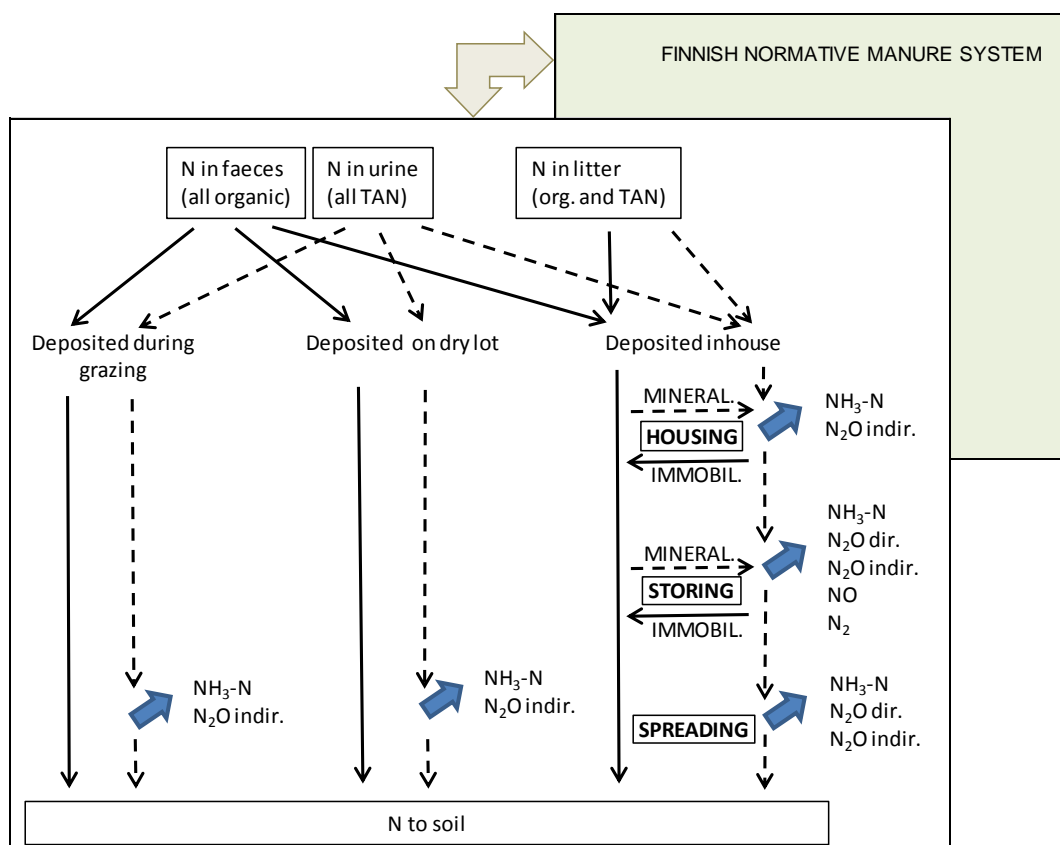 FINNISH NORMATIVE MANURE SYSTEM
N in faeces
(all organic)
N in urine
(all TAN)
N in litter
(org. and TAN)
Deposited during
grazing
Deposited on dry lot
Deposited inhouse
MINERAL.
HOUSING
IMMOBIL.
NH3-N
N2O indir.
MINERAL.
STORING
IMMOBIL.
NH3-N
N2O dir.
N2O indir.
NO
N2
NH3-N
N2O indir.
NH3-N
N2O indir.
SPREADING
NH3-N
N2O dir.
N2O indir.
N to soil